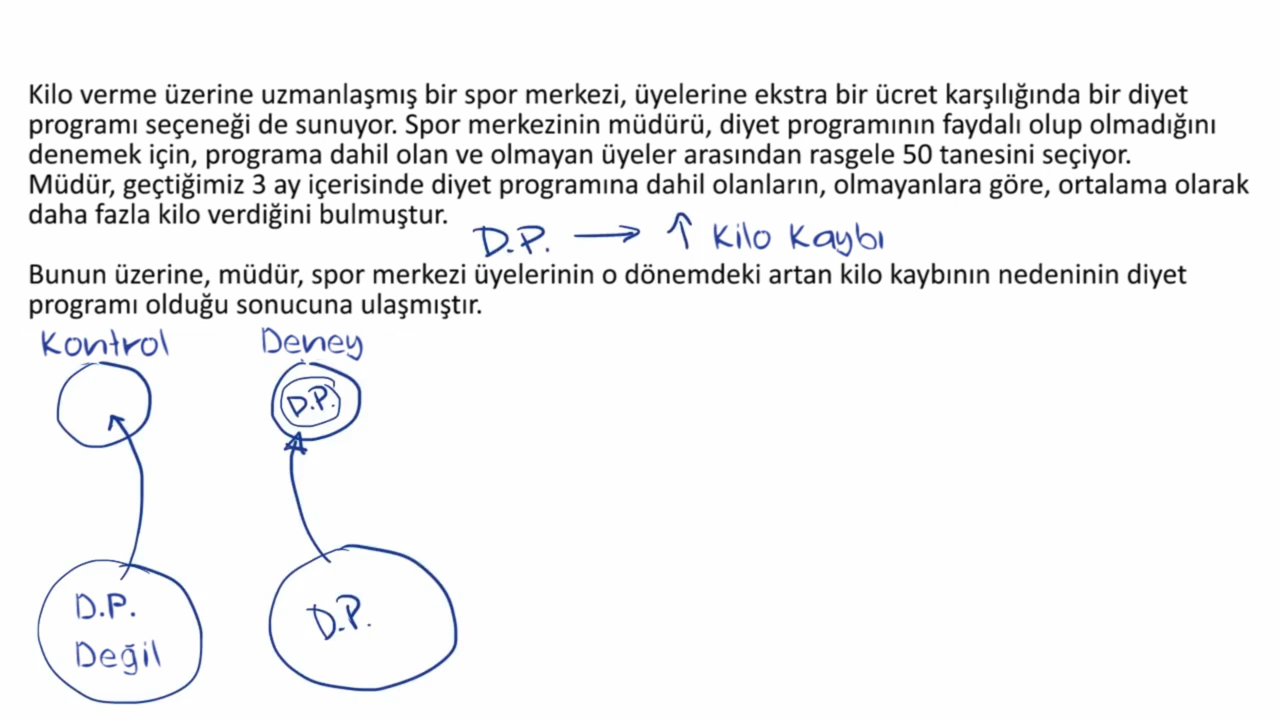 Kilo verme üzerine uzmanlaşmış bir spor merkezi, üyelerine ekstra bir ücret karşılığında bir diyet
programı seçeneği de sunuyor. Spor merkezinin müdürü, diyet programının faydalı olup olmadığını
denemek için, programa dahil olan ve olmayan üyeler arasından rasgele 50 tanesini seçiyor.
Müdür, geçtiğimiz 3 ay içerisinde diyet programına dahil olanların, olmayanlara göre, ortalama olarak
daha fazla kilo verdiğini bulmuştur.
D.P. → ↑ Kilo Kaybı
Bunun üzerine, müdür, spor merkezi üyelerinin o dönemdeki artan kilo kaybının nedeninin diyet
programı olduğu sonucuna ulaşmıştır.
Kontrol Deney
D.P.
D.P.
Değil
D.P.